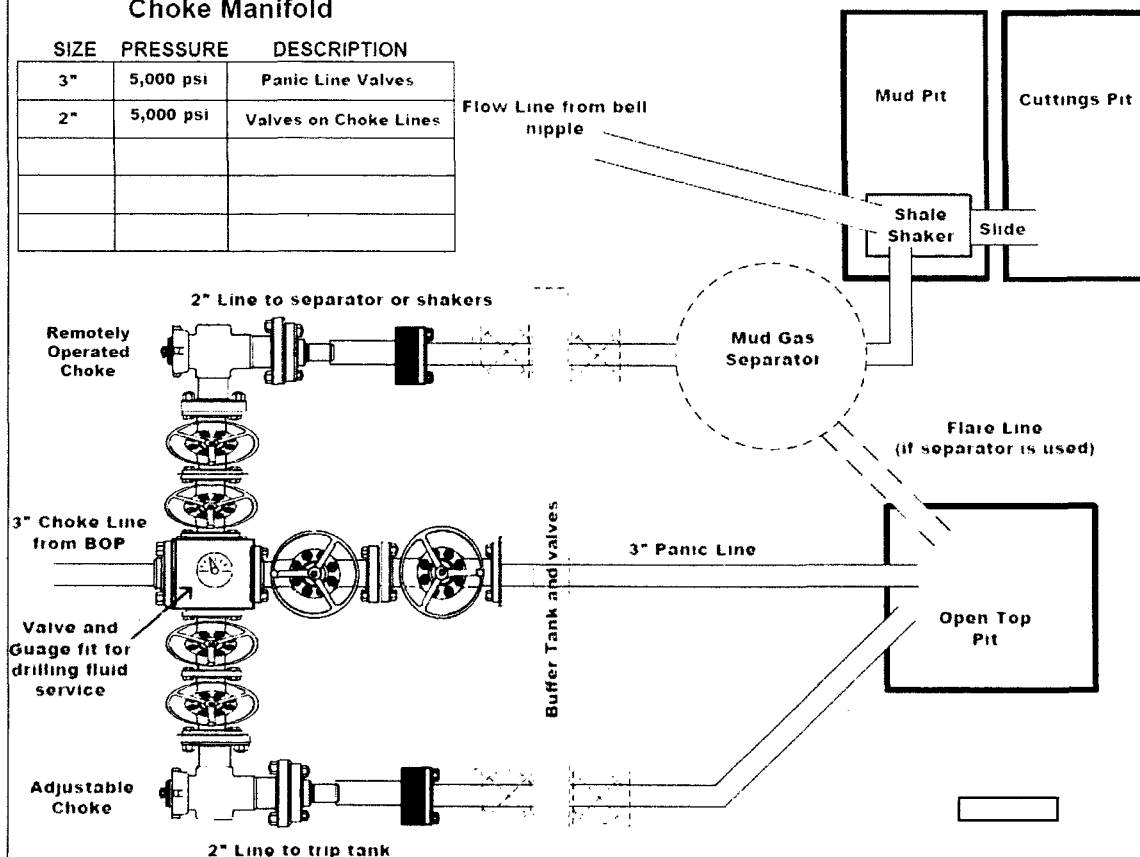 Choke Manifold
SIZE PRESSURE DESCRIPTION
3" 5,000 psi Panic Line Valves
2" 5,000 psi Valves on Choke Lines
Flow Line from bell
nipple
Mud Pit
Cuttings Pit
Shale
Shaker
Slide
2" Line to separator or shakers
Remotely
Operated
Choke
Mud Gas
Separator
Flare Line
(if separator is used)
3" Choke Line
from BOP
Buffer Tank and valves
3" Panic Line
Open Top
Pit
Valve and
Guage fit for
drilling fluid
service
Adjustable
Choke
2" Line to trip tank